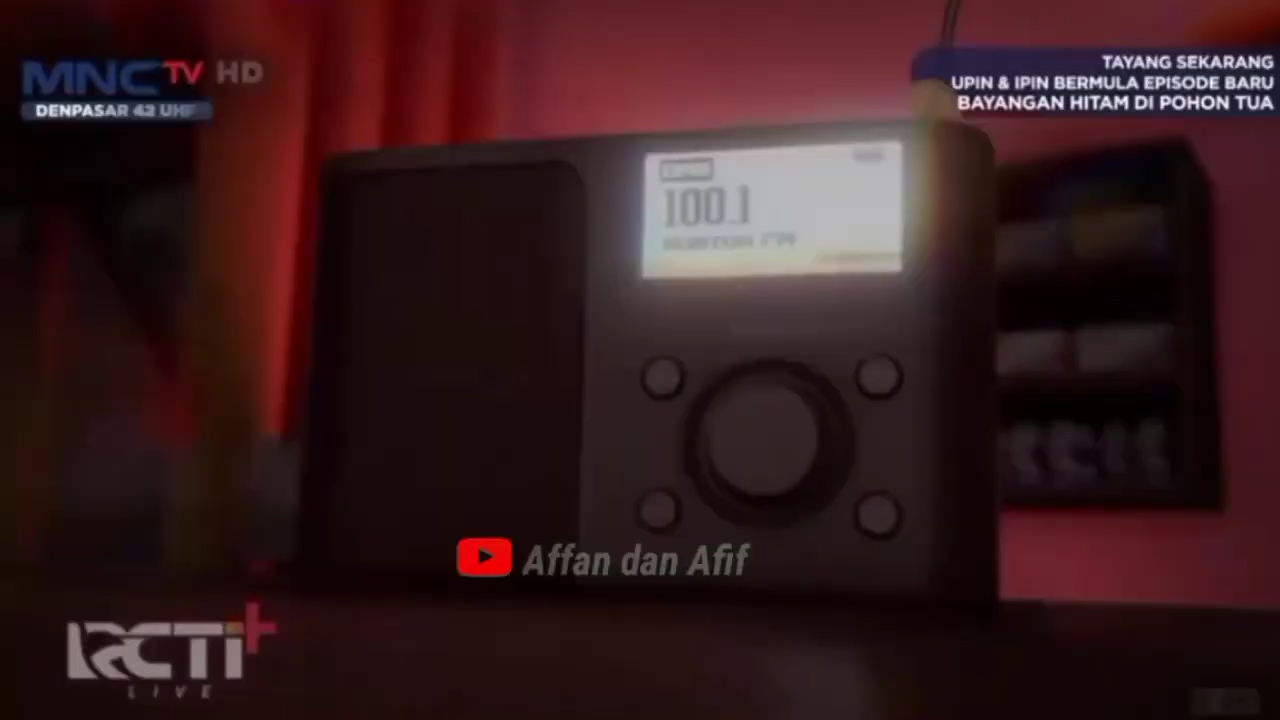 MNCTV HD
DENPASAR 42 UHF
TAYANG SEKARANG
UPIN & IPIN BERMULA EPISODE BARU
BAYANGAN HITAM DI POHON TUA
100.1
Affan dan Afif
RCTI+
LIVE